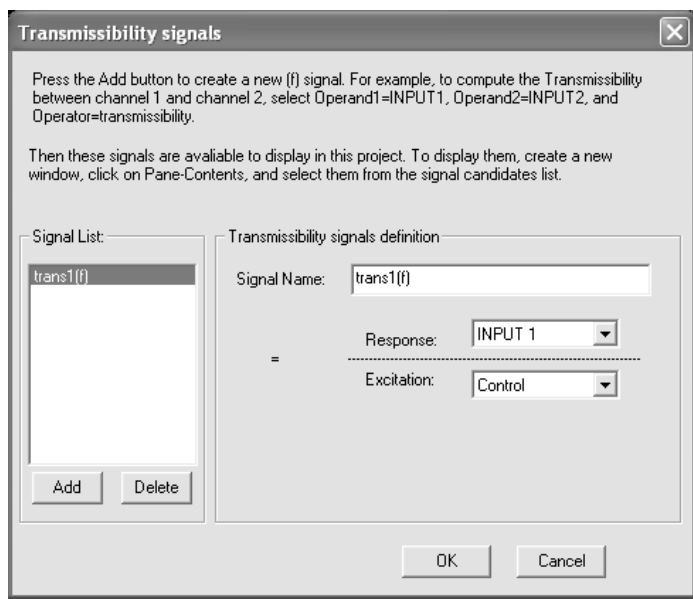 Transmissibility signals
Press the Add button to create a new (f) signal. For example, to compute the Transmissibility
between channel 1 and channel 2, select Operand1=INPUT1, Operand2=INPUT2, and
Operator=transmissibility.
Then these signals are avaliable to display in this project. To display them, create a new
window, click on Pane-Contents, and select them from the signal candidates list.
Signal List:
trans1(f)
Add
Delete
Transmissibility signals definition
Signal Name:
trans1(f)
=
Response:
INPUT 1
Excitation:
Control
OK
Cancel